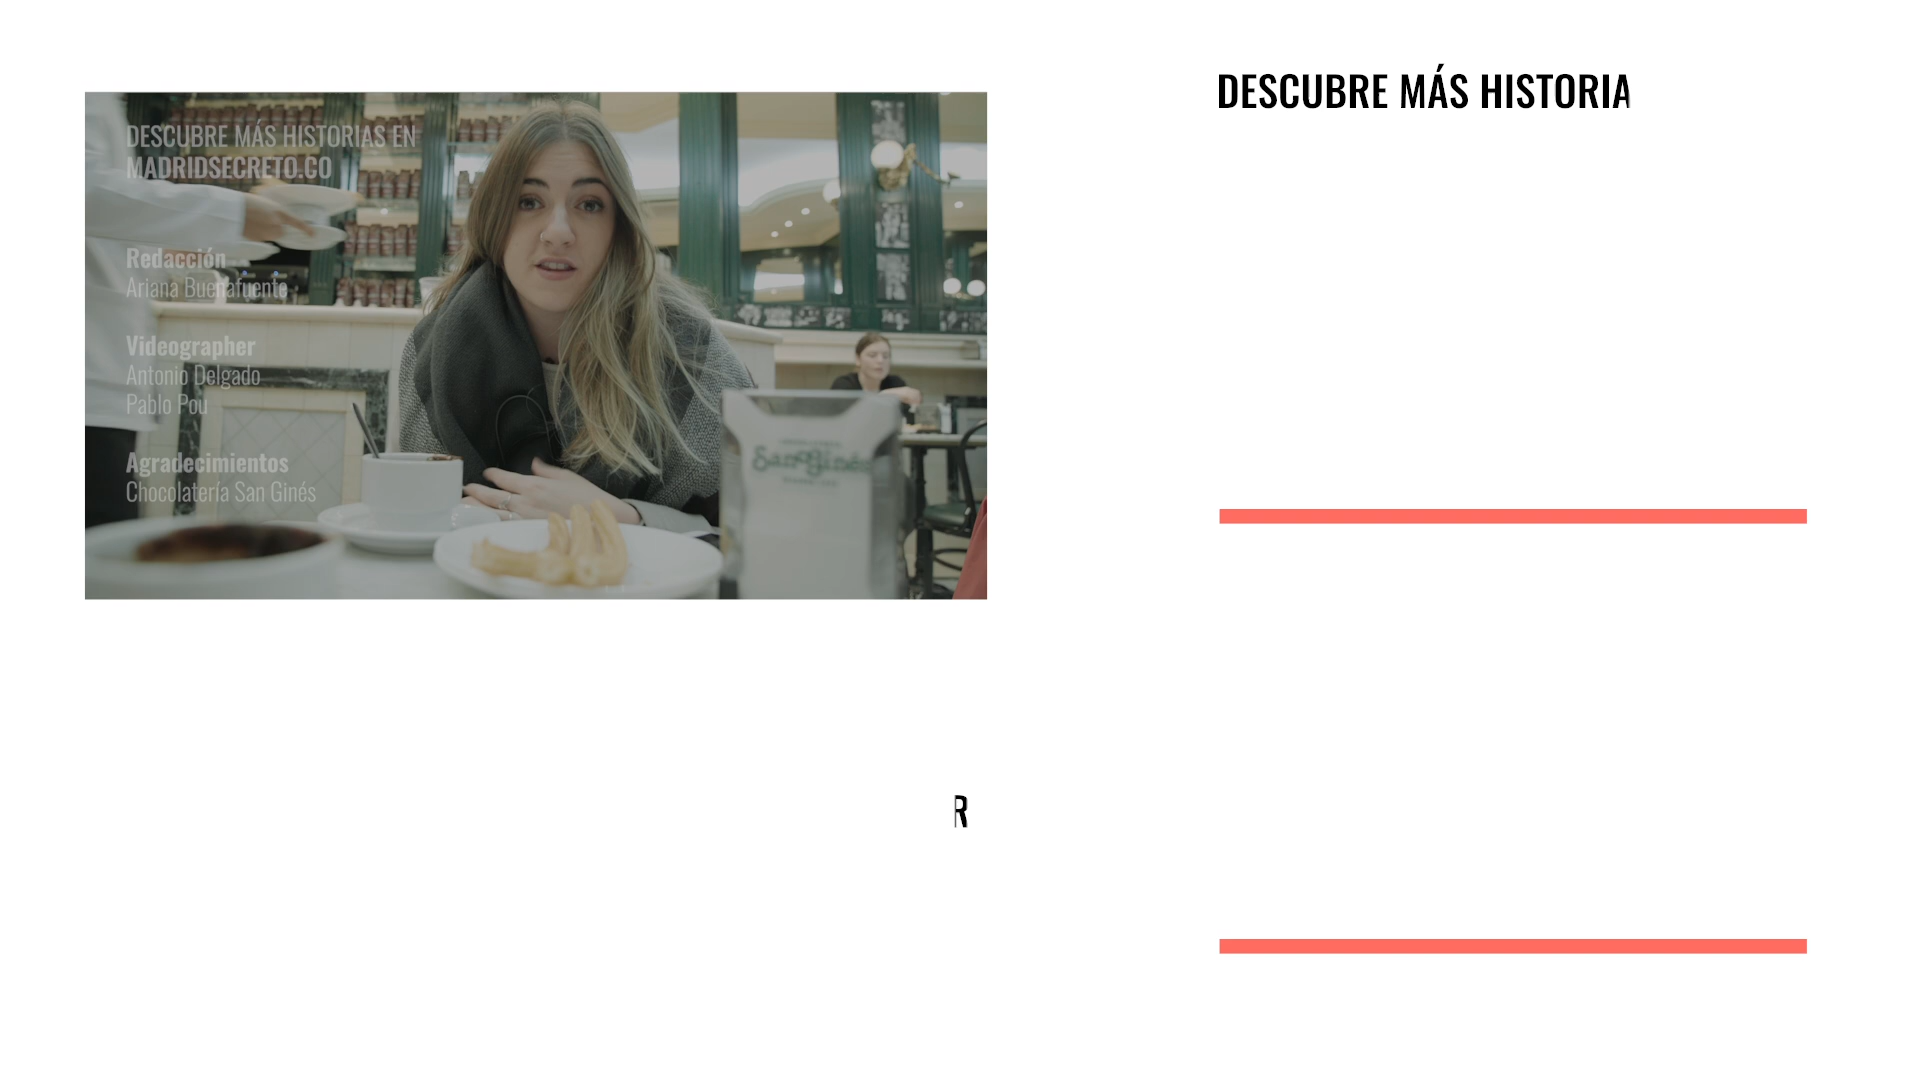 DESCUBRE MÁS HISTORIAS EN
MADRIDSECRETO.CO
Redacción
Ariana Buenafuente
Videographer
Antonio Delgado
Pablo Pou
Agradecimientos
Chocolatería San Ginés
San Ginés
DESCUBRE MÁS HISTORIA
R